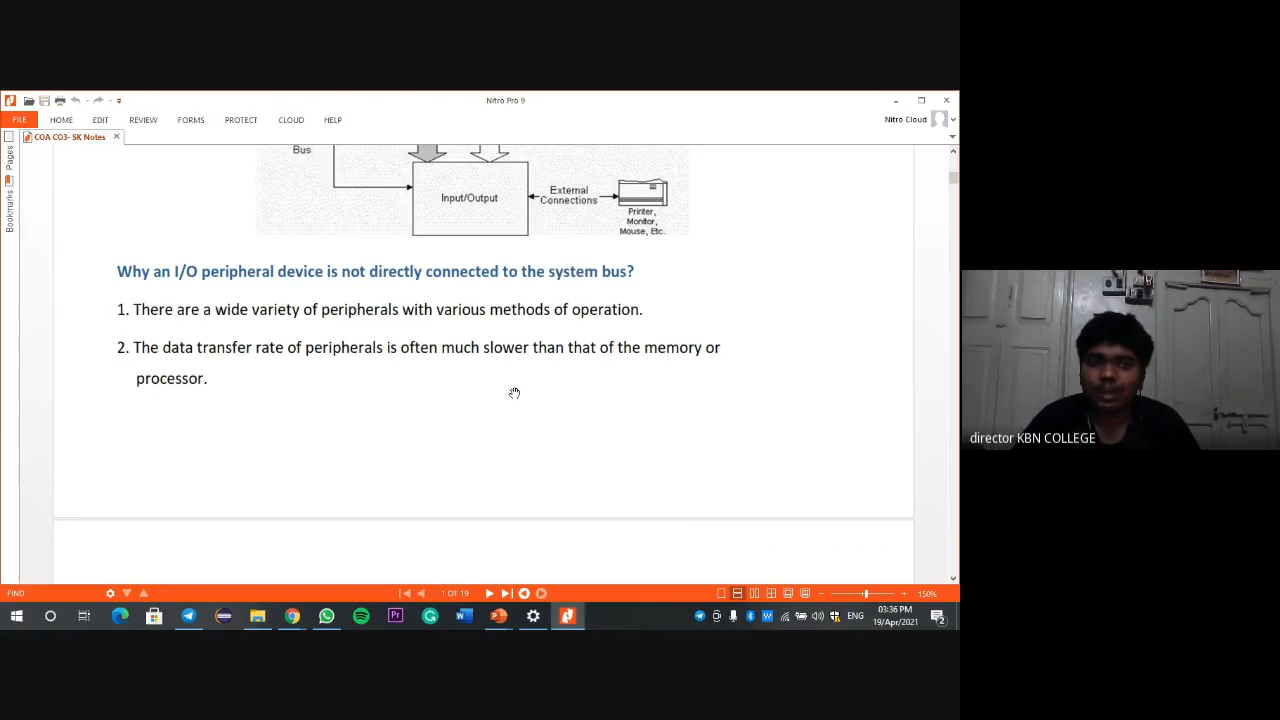 Nitro Pro 9
FILE HOME EDIT REVIEW FORMS PROTECT CLOUD HELP
Nitro Cloud
COA CO3- SK Notes
Pages
Bookmarks
Bus
Input/Output
External
Connections
Printer,
Monitor,
Mouse, Etc.
Why an I/O peripheral device is not directly connected to the system bus?
1. There are a wide variety of peripherals with various methods of operation.
2. The data transfer rate of peripherals is often much slower than that of the memory or
processor.
director KBN COLLEGE
FIND
1 OF 19
150%
ENG
03:36 PM
19/Apr/2021
2